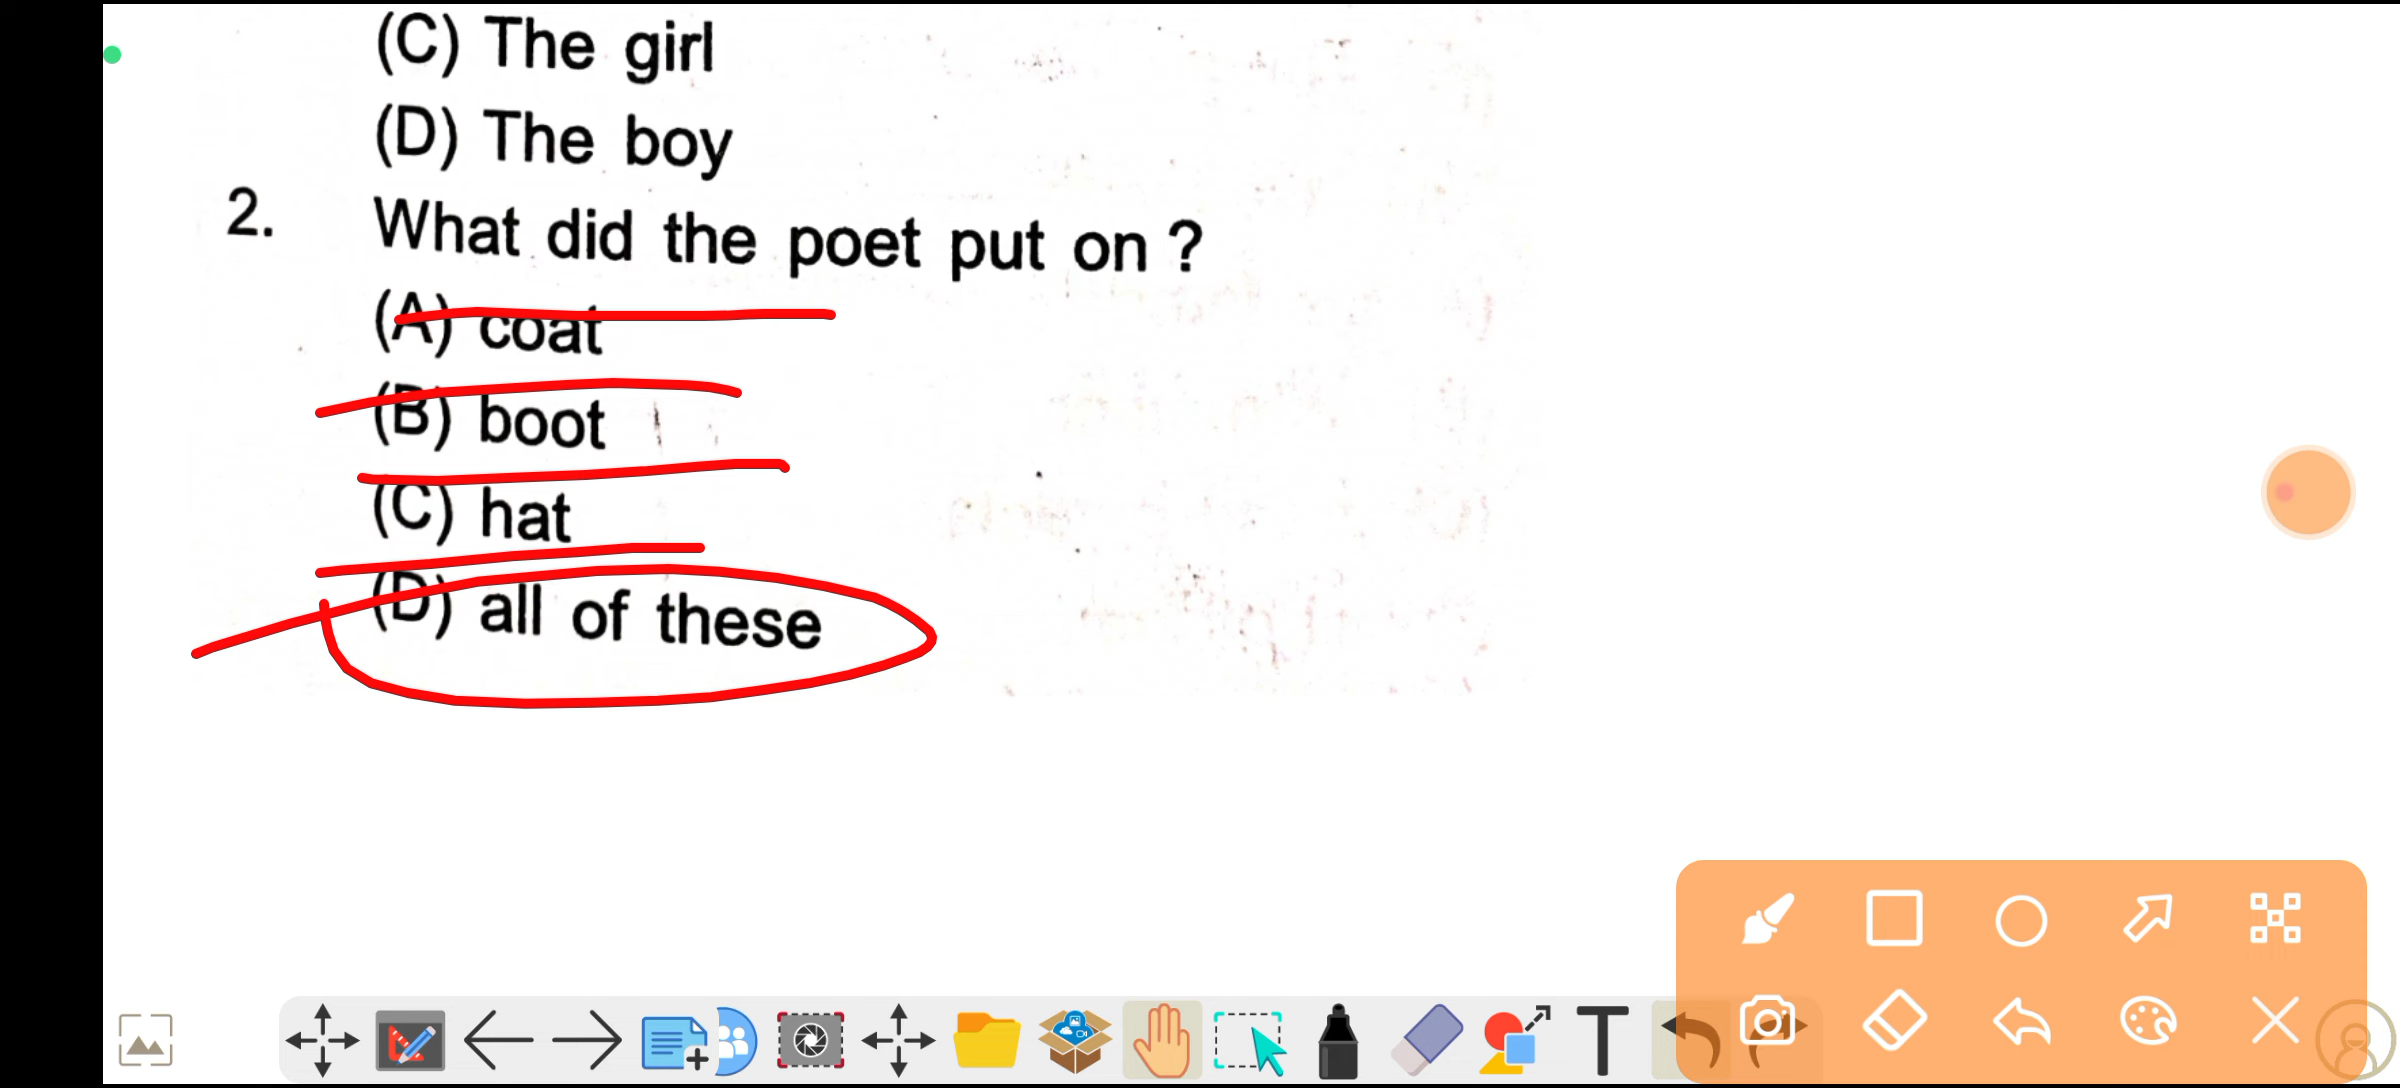 (C) The girl
(D) The boy
2. What did the poet put on ?
(A) coat
(B) boot
(C) hat
(D) all of these